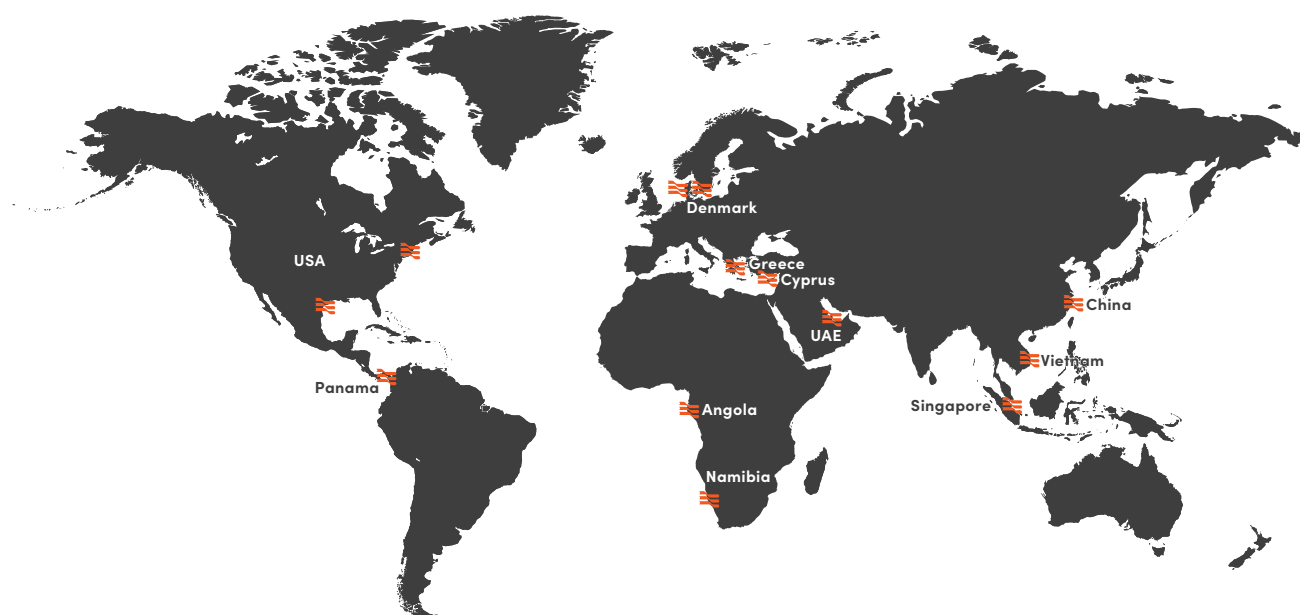 Denmark
USA
Greece
Cyprus
China
UAE
Vietnam
Panama
Singapore
Angola
Namibia